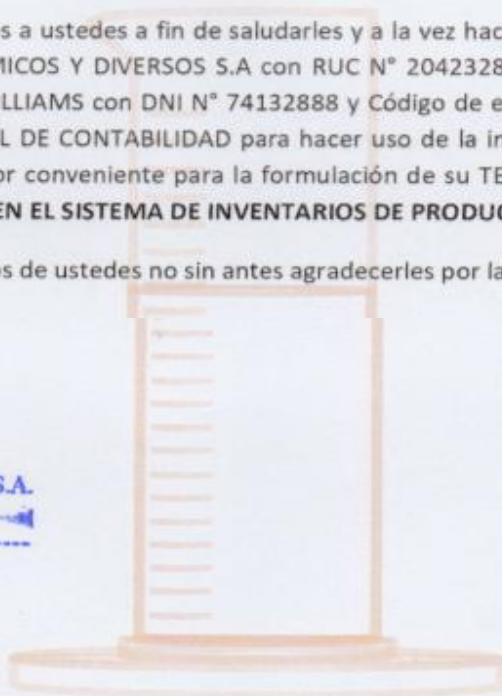 s a ustedes a fin de saludarles y a la vez hac
MICOS Y DIVERSOS S.A con RUC N° 2042328
LLIAMS con DNI N° 74132888 y Código de e
L DE CONTABILIDAD para hacer uso de la in
or conveniente para la formulación de su TE
EN EL SISTEMA DE INVENTARIOS DE PRODUC
os de ustedes no sin antes agradecerles por la
S.A.